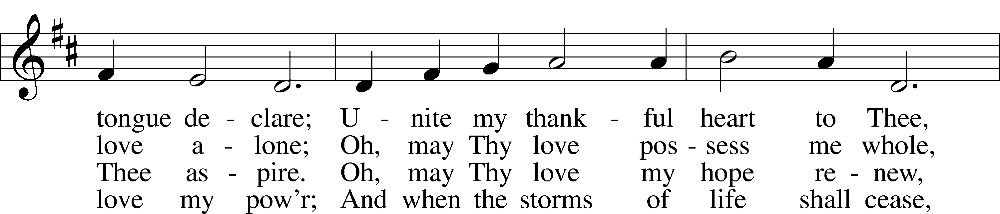 tongue de - clare; U - nite my thank - ful heart to Thee,
love a - lone; Oh, may Thy love pos - sess me whole,
Thee as - pire. Oh, may Thy love my hope re - new,
love my pow'r; And when the storms of life shall cease,